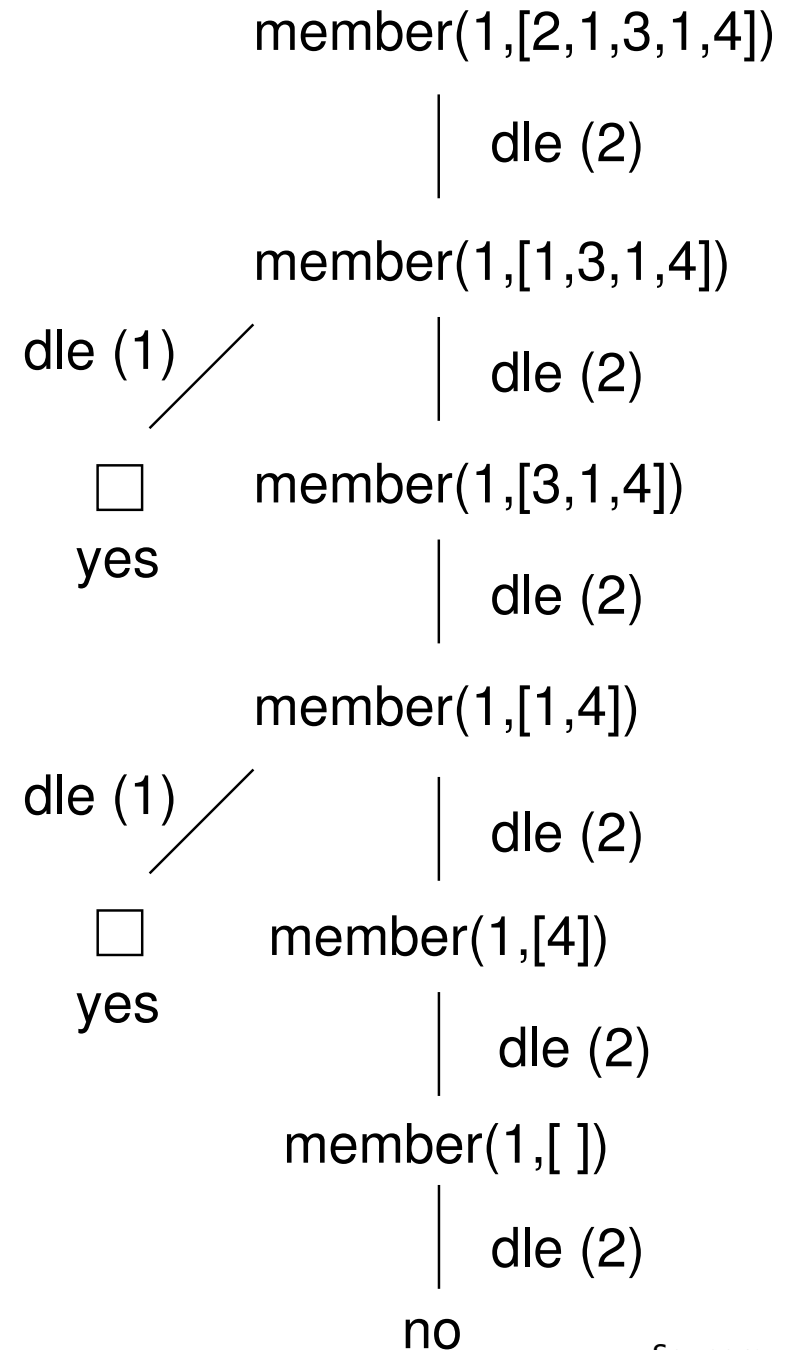 member(1,[2,1,3,1,4])
dle (2)
member(1,[1,3,1,4])
dle (1)
dle (2)
yes
member(1,[3,1,4])
dle (2)
member(1,[1,4])
dle (1)
dle (2)
yes
member(1,[4])
dle (2)
member(1,[ ])
dle (2)
no